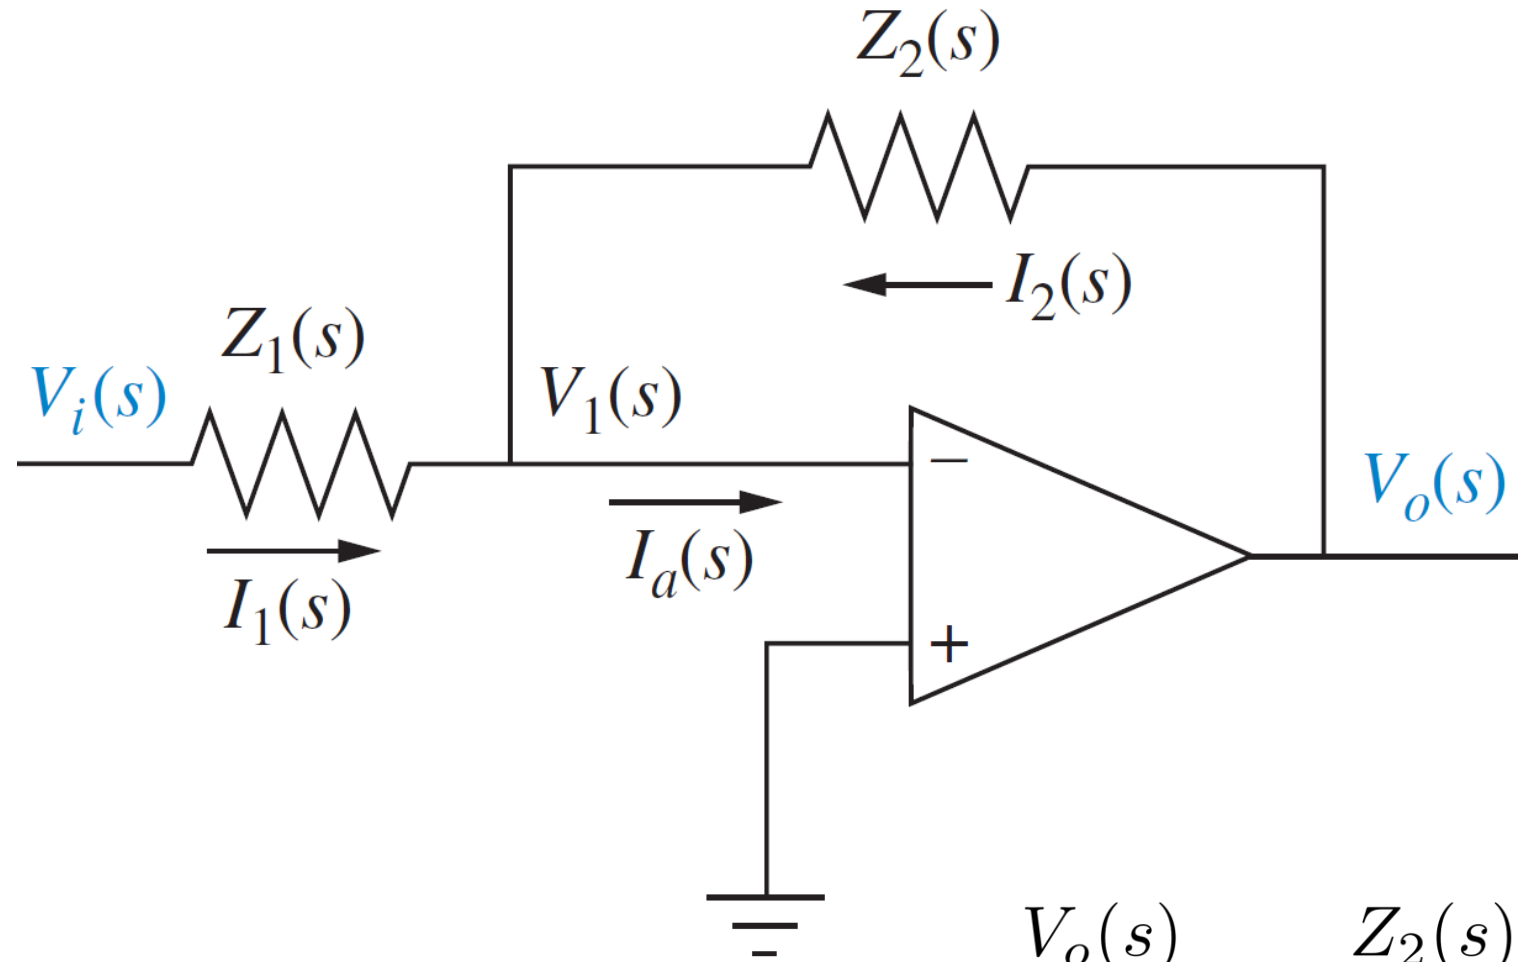 Z₂(s)
I₂(s)
Z₁(s)
Vᵢ(s)
V₁(s)
−
Vₒ(s)
Iₐ(s)
I₁(s)
+
Vₒ(s) Z₂(s)